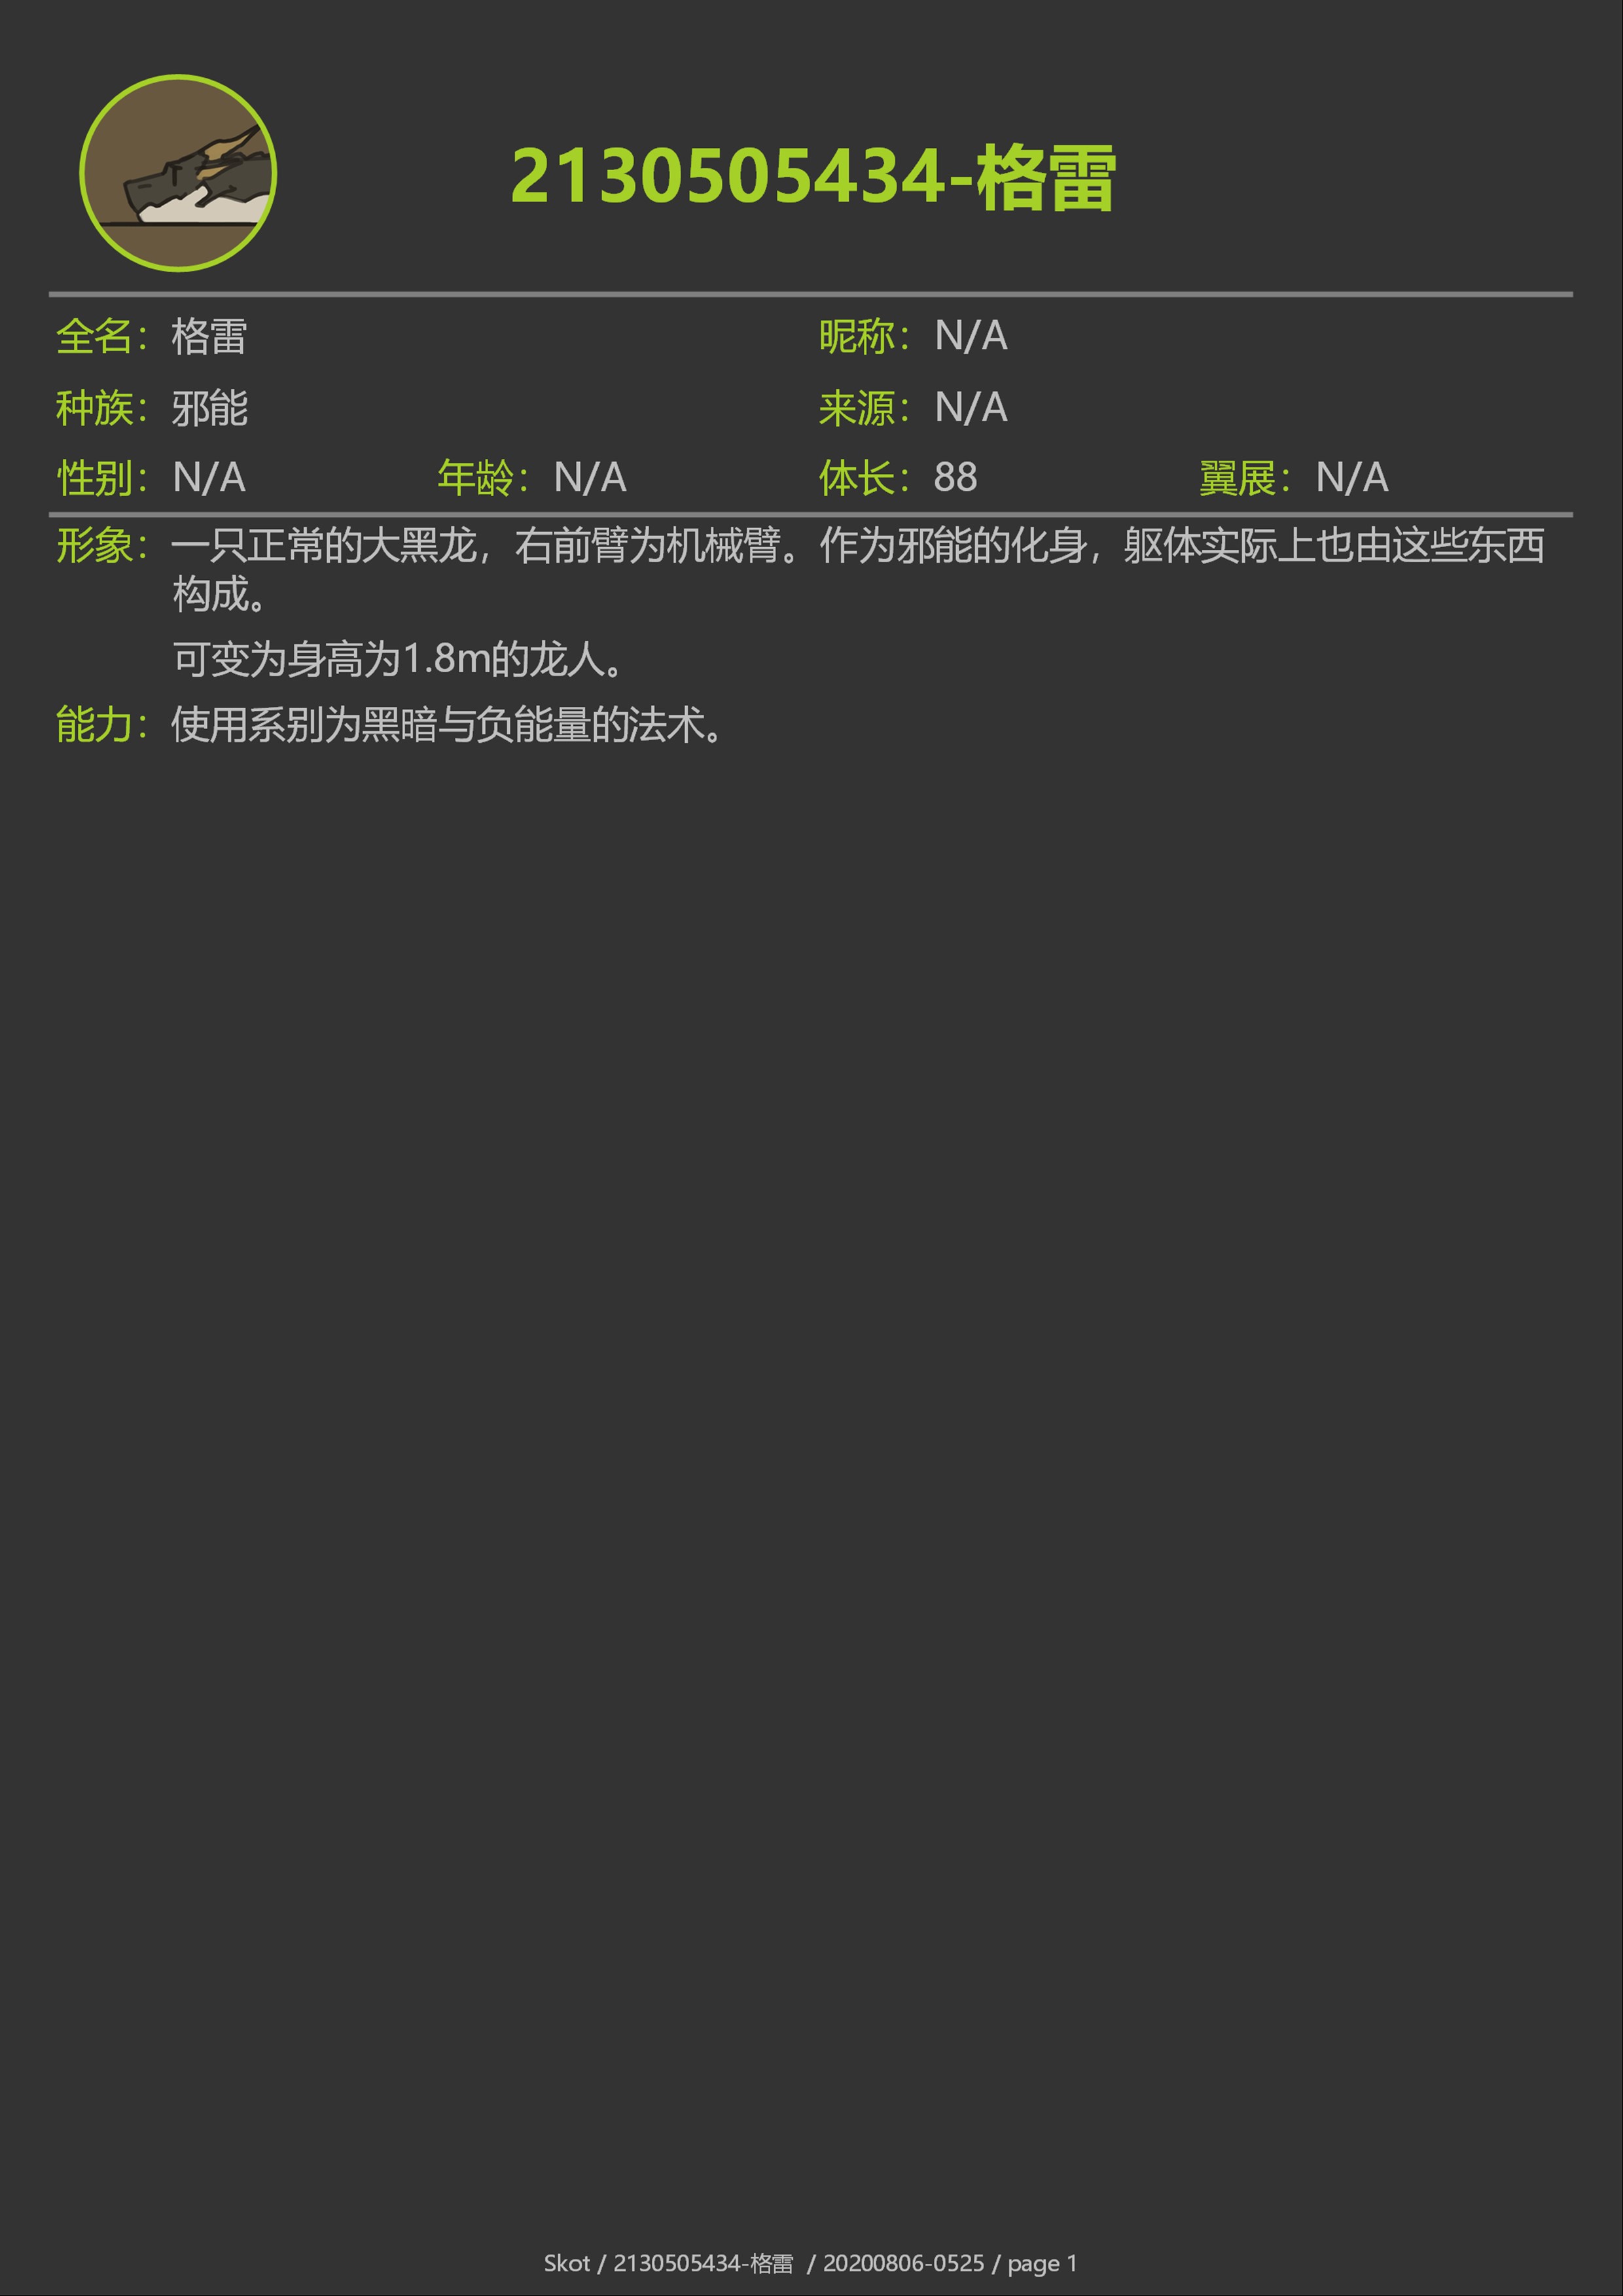 2130505434-格雷
全名： 格雷 昵称： N/A
种族： 邪能 来源： N/A
性别： N/A 年龄： N/A 体长： 88 翼展： N/A
形象： 一只正常的大黑龙，右前臂为机械臂。作为邪能的化身，躯体实际上也由这些东西
构成。
可变为身高为1.8m的龙人。
能力： 使用系别为黑暗与负能量的法术。
Skot / 2130505434-格雷 / 20200806-0525 / page 1